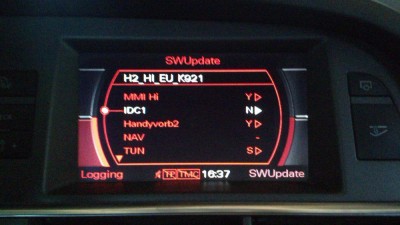 SWUpdate
H2_HI_EU_K921
MMI Hi Y
IDC1 N
Handyvorb2 Y
NAV -
TUN S
Logging TP TMC 16:37 SWUpdate